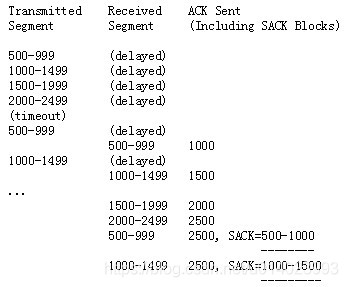 Transmitted Received ACK Sent
Segment Segment (Including SACK Blocks)
500-999 (delayed)
1000-1499 (delayed)
1500-1999 (delayed)
2000-2499 (delayed)
(timeout)
500-999 (delayed)
500-999 1000
1000-1499 (delayed)
1000-1499 1500
...
1500-1999 2000
2000-2499 2500
500-999 2500, SACK=500-1000
--------
1000-1499 2500, SACK=1000-1500
---------